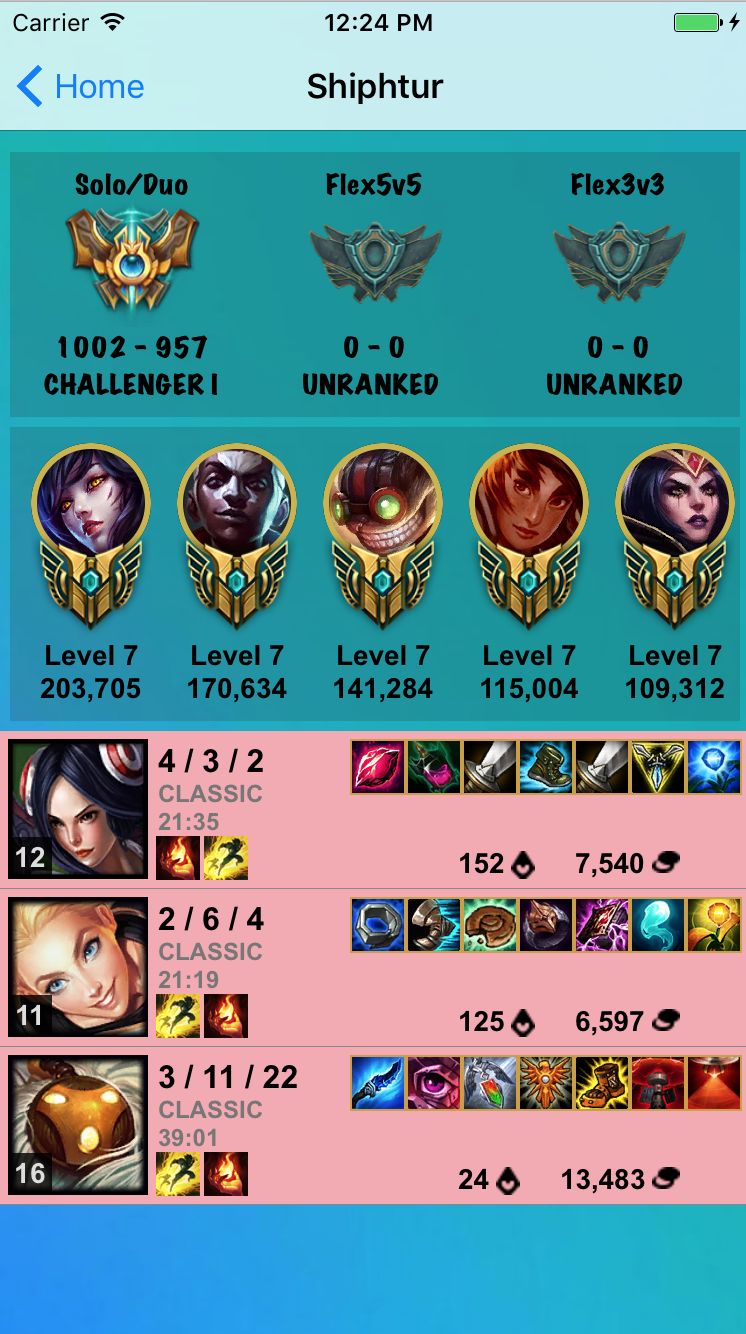 Carrier 12:24 PM
Home Shiphtur
Solo/Duo Flex5v5 Flex3v3
1002 - 957 0 - 0 0 - 0
CHALLENGER I UNRANKED UNRANKED
Level 7 Level 7 Level 7 Level 7 Level 7
203,705 170,634 141,284 115,004 109,312
4 / 3 / 2
CLASSIC
21:35
12 152 7,540
2 / 6 / 4
CLASSIC
21:19
11 125 6,597
3 / 11 / 22
CLASSIC
39:01
16 24 13,483